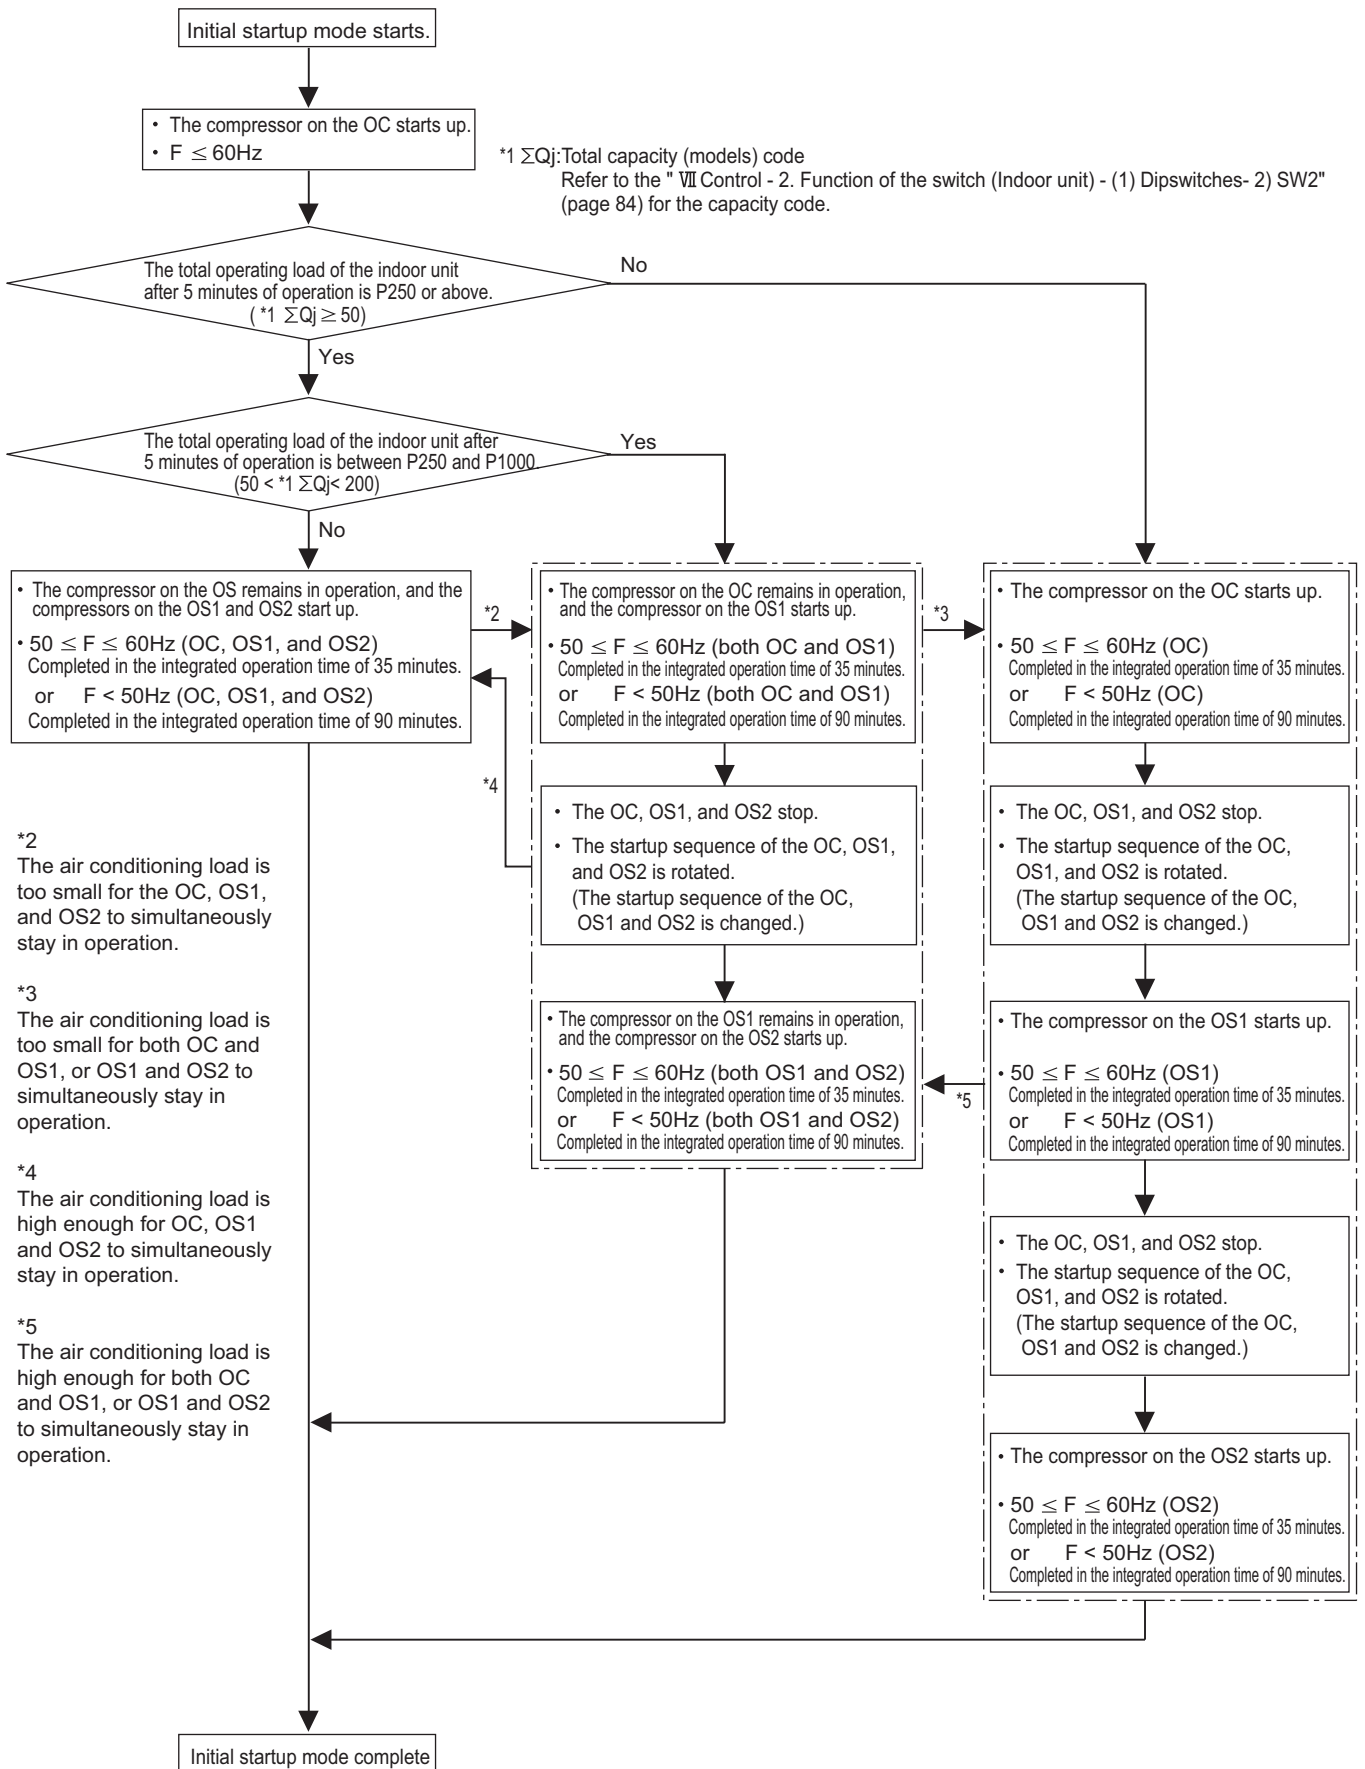 Initial startup mode starts.
• The compressor on the OC starts up.
• F ≤ 60Hz
*1 ∑Qj:Total capacity (models) code
Refer to the " Ⅶ Control - 2. Function of the switch (Indoor unit) - (1) Dipswitches- 2) SW2"
(page 84) for the capacity code.
The total operating load of the indoor unit
after 5 minutes of operation is P250 or above.
( *1 ∑Qj ≥ 50)
No
Yes
The total operating load of the indoor unit after
5 minutes of operation is between P250 and P1000.
(50 < *1 ∑Qj< 200)
Yes
No
• The compressor on the OS remains in operation, and the
compressors on the OS1 and OS2 start up.
• 50 ≤ F ≤ 60Hz (OC, OS1, and OS2)
Completed in the integrated operation time of 35 minutes.
or F < 50Hz (OC, OS1, and OS2)
Completed in the integrated operation time of 90 minutes.
*2
• The compressor on the OC remains in operation,
and the compressor on the OS1 starts up.
• 50 ≤ F ≤ 60Hz (both OC and OS1)
Completed in the integrated operation time of 35 minutes.
or F < 50Hz (both OC and OS1)
Completed in the integrated operation time of 90 minutes.
*3
• The compressor on the OC starts up.
• 50 ≤ F ≤ 60Hz (OC)
Completed in the integrated operation time of 35 minutes.
or F < 50Hz (OC)
Completed in the integrated operation time of 90 minutes.
*4
• The OC, OS1, and OS2 stop.
• The startup sequence of the OC, OS1,
and OS2 is rotated.
(The startup sequence of the OC,
OS1 and OS2 is changed.)
• The OC, OS1, and OS2 stop.
• The startup sequence of the OC,
OS1, and OS2 is rotated.
(The startup sequence of the OC,
OS1 and OS2 is changed.)
• The compressor on the OS1 remains in operation,
and the compressor on the OS2 starts up.
• 50 ≤ F ≤ 60Hz (both OS1 and OS2)
Completed in the integrated operation time of 35 minutes.
or F < 50Hz (both OS1 and OS2)
Completed in the integrated operation time of 90 minutes.
*5
• The compressor on the OS1 starts up.
• 50 ≤ F ≤ 60Hz (OS1)
Completed in the integrated operation time of 35 minutes.
or F < 50Hz (OS1)
Completed in the integrated operation time of 90 minutes.
• The OC, OS1, and OS2 stop.
• The startup sequence of the OC,
OS1, and OS2 is rotated.
(The startup sequence of the OC,
OS1 and OS2 is changed.)
• The compressor on the OS2 starts up.
• 50 ≤ F ≤ 60Hz (OS2)
Completed in the integrated operation time of 35 minutes.
or F < 50Hz (OS2)
Completed in the integrated operation time of 90 minutes.
*2
The air conditioning load is
too small for the OC, OS1,
and OS2 to simultaneously
stay in operation.
*3
The air conditioning load is
too small for both OC and
OS1, or OS1 and OS2 to
simultaneously stay in
operation.
*4
The air conditioning load is
high enough for OC, OS1
and OS2 to simultaneously
stay in operation.
*5
The air conditioning load is
high enough for both OC
and OS1, or OS1 and OS2
to simultaneously stay in
operation.
Initial startup mode complete